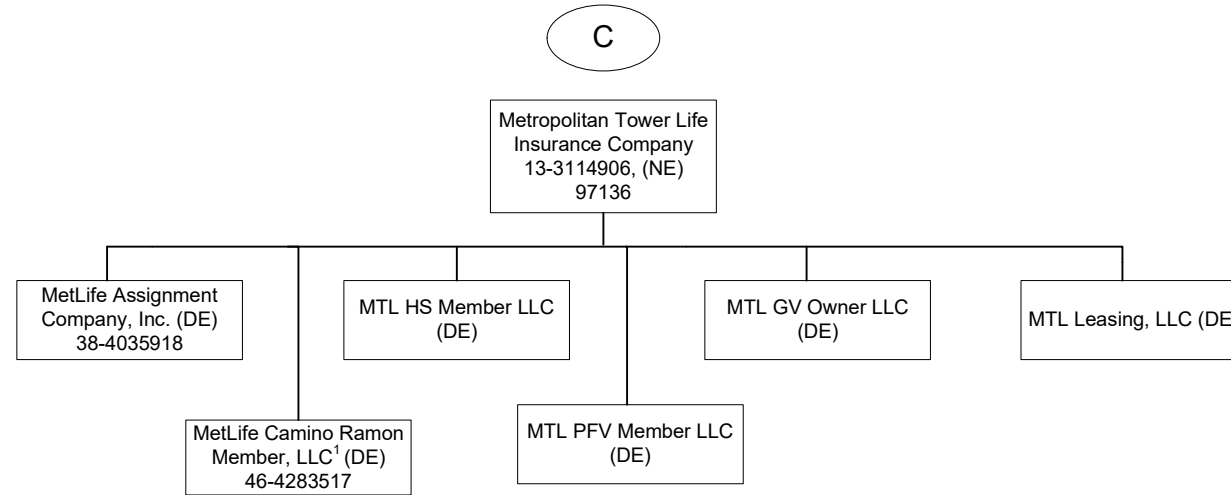 C
Metropolitan Tower Life
Insurance Company
13-3114906, (NE)
97136
MetLife Assignment
Company, Inc. (DE)
38-4035918
MTL HS Member LLC
(DE)
MTL GV Owner LLC
(DE)
MTL Leasing, LLC (DE
MetLife Camino Ramon
Member, LLC¹ (DE)
46-4283517
MTL PFV Member LLC
(DE)